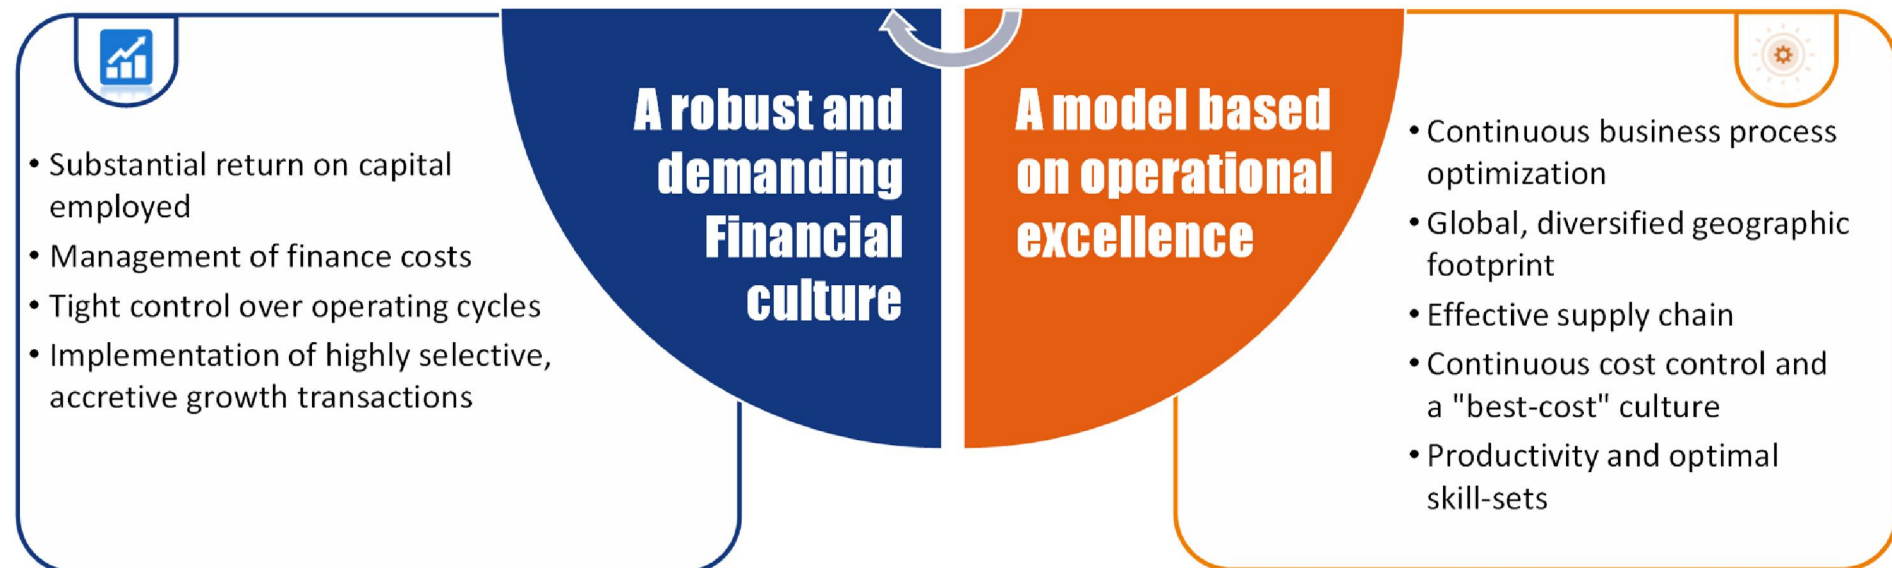 • Substantial return on capital
employed
• Management of finance costs
• Tight control over operating cycles
• Implementation of highly selective,
accretive growth transactions
A robust and
demanding
Financial
culture
A model based
on operational
excellence
• Continuous business process
optimization
• Global, diversified geographic
footprint
• Effective supply chain
• Continuous cost control and
a "best-cost" culture
• Productivity and optimal
skill-sets